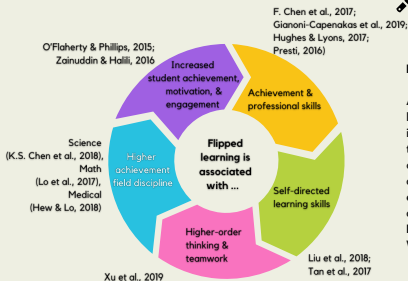 F. Chen et al., 2017;
Gianoni-Capenakas et al., 2019;
Hughes & Lyons, 2017;
Presti, 2016)
O'Flaherty & Phillips, 2015;
Zainuddin & Halili, 2016
Increased
student achievement,
motivation, &
engagement
Achievement &
professional skills
Science
(K.S. Chen et al., 2018),
Math
(Lo et al., 2017),
Medical
(Hew & Lo, 2018)
Higher
achievement
field discipline
Flipped
learning is
associated
with ...
Self-directed
learning skills
Higher-order
thinking &
teamwork
Liu et al., 2018;
Tan et al., 2017
Xu et al., 2019